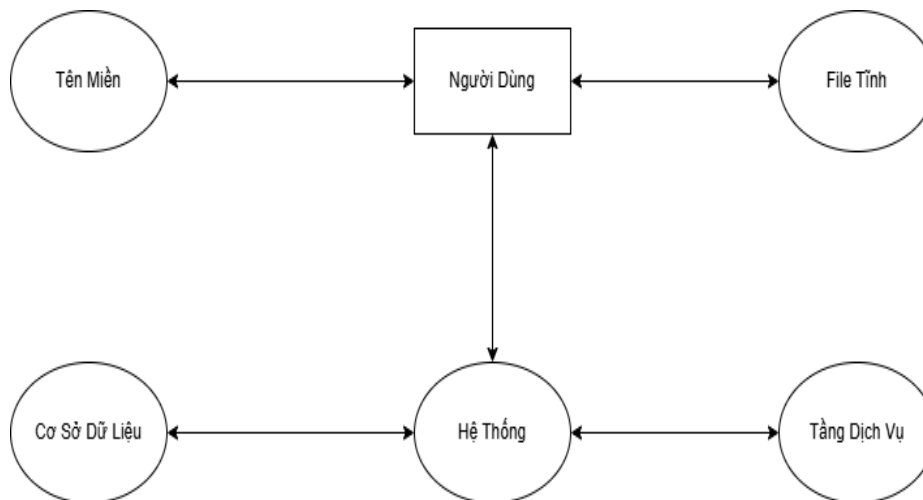 Tên Miền
Người Dùng
File Tĩnh
Cơ Sở Dữ Liệu
Hệ Thống
Tầng Dịch Vụ